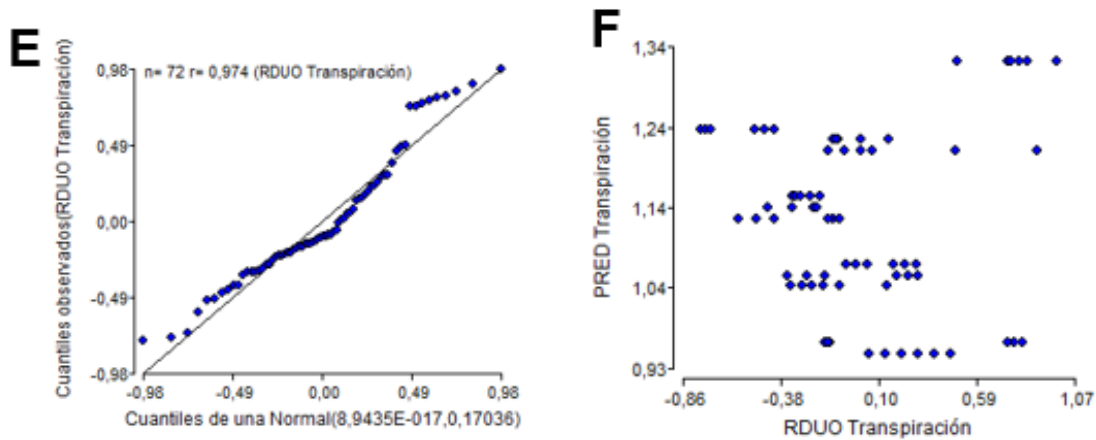 E
n= 72 r= 0,974 (RDUO Transpiración)
Cuantiles observados(RDUO Transpiración)
0,98
0,49
0,00
-0,49
-0,98
-0,98 -0,49 0,00 0,49 0,98
Cuantiles de una Normal(8,9435E-017,0,17036)
F
PRED Transpiración
1,34
1,24
1,14
1,04
0,93
-0,86 -0,38 0,10 0,59 1,07
RDUO Transpiración